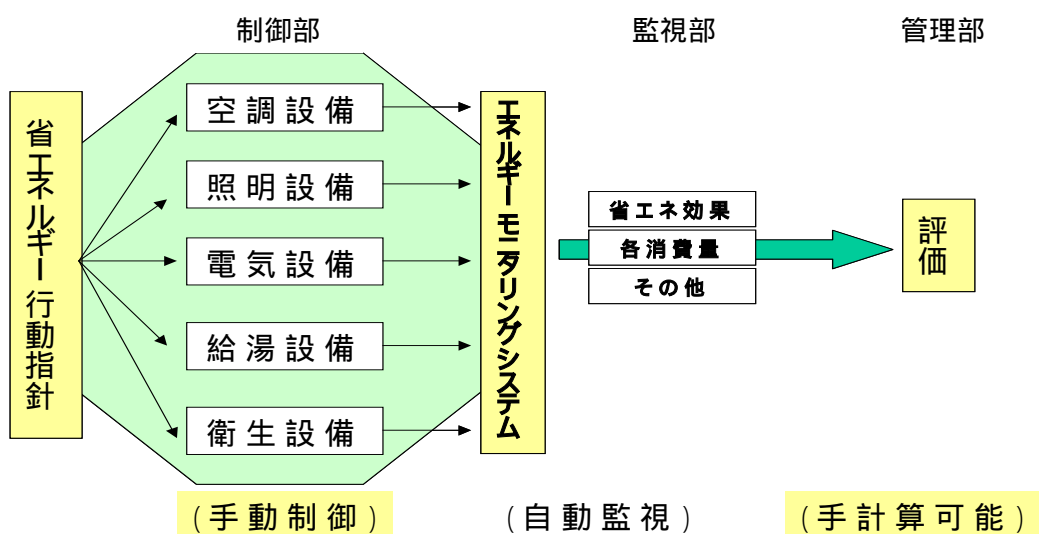 制御部
監視部
管理部
省エネルギー行動指針
空調設備
照明設備
電気設備
給湯設備
衛生設備
エネルギーモニタリングシステム
省エネ効果
各消費量
その他
評価
(手動制御)
(自動監視)
(手計算可能)